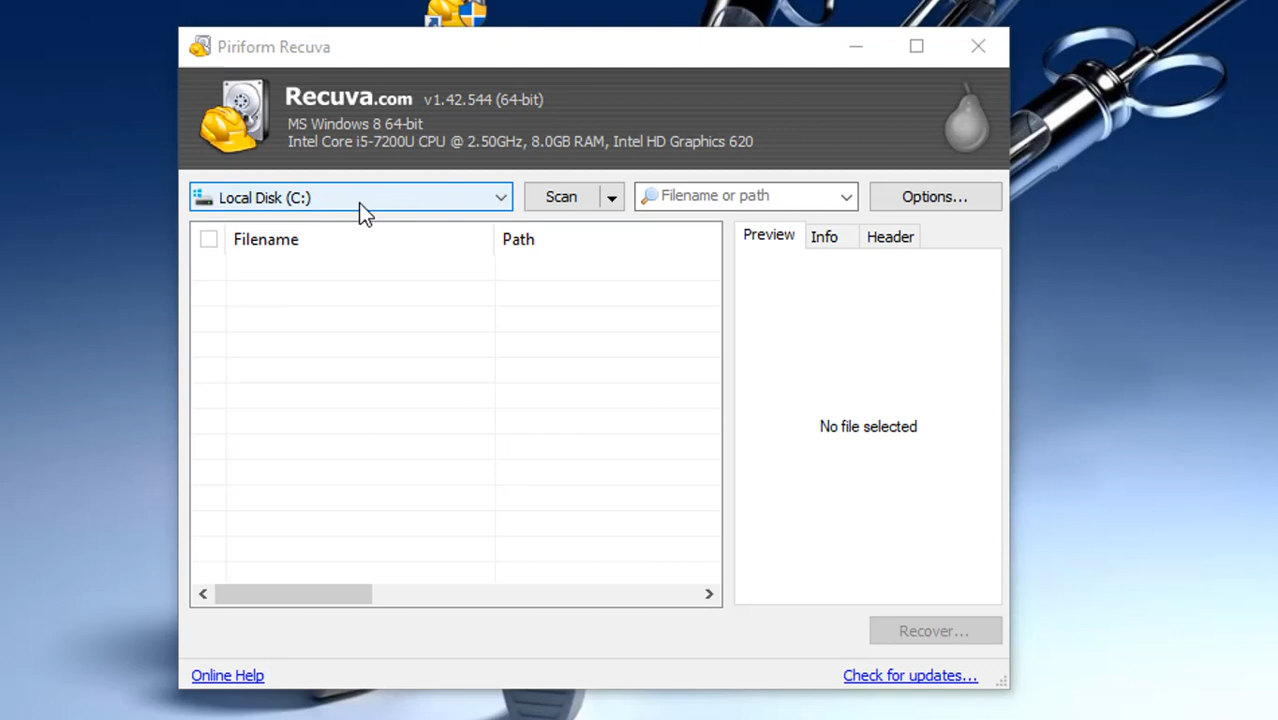 Piriform Recuva
Recuva.com v1.42.544 (64-bit)
MS Windows 8 64-bit
Intel Core i5-7200U CPU @ 2.50GHz, 8.0GB RAM, Intel HD Graphics 620
Local Disk (C:) Scan Filename or path Options...
Filename Path Preview Info Header
No file selected
Recover...
Online Help Check for updates...